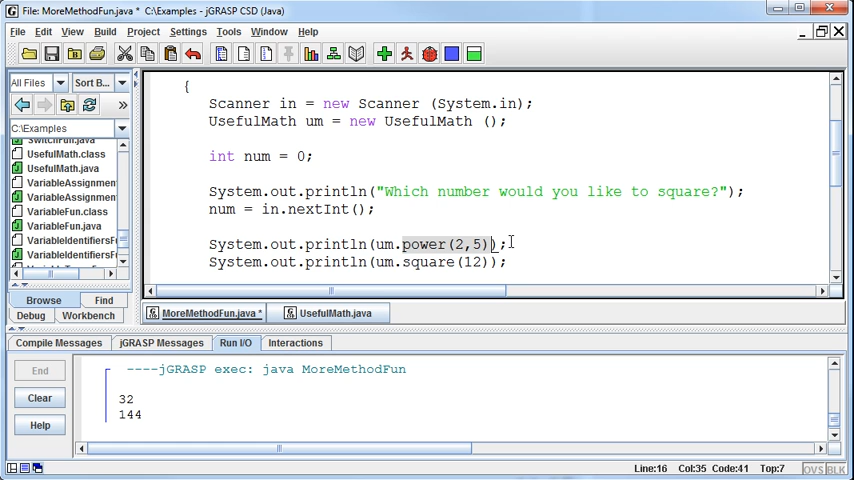 File: MoreMethodFun.java * C:\Examples - jGRASP CSD (Java)
File Edit View Build Project Settings Tools Window Help
All Files Sort B...
C:\Examples
SwitchFun.java
UsefulMath.class
UsefulMath.java
VariableAssignmen
VariableAssignmen
VariableFun.class
VariableFun.java
VariableIdentifiersF
VariableIdentifiersF
Browse Find
Debug Workbench
{
Scanner in = new Scanner (System.in);
UsefulMath um = new UsefulMath ();
int num = 0;
System.out.println("Which number would you like to square?");
num = in.nextInt();
System.out.println(um.power(2,5));
System.out.println(um.square(12));
MoreMethodFun.java * UsefulMath.java
Compile Messages jGRASP Messages Run I/O Interactions
End
Clear
Help
----jGRASP exec: java MoreMethodFun
32
144
Line:16 Col:35 Code:41 Top:7 OVS BLK